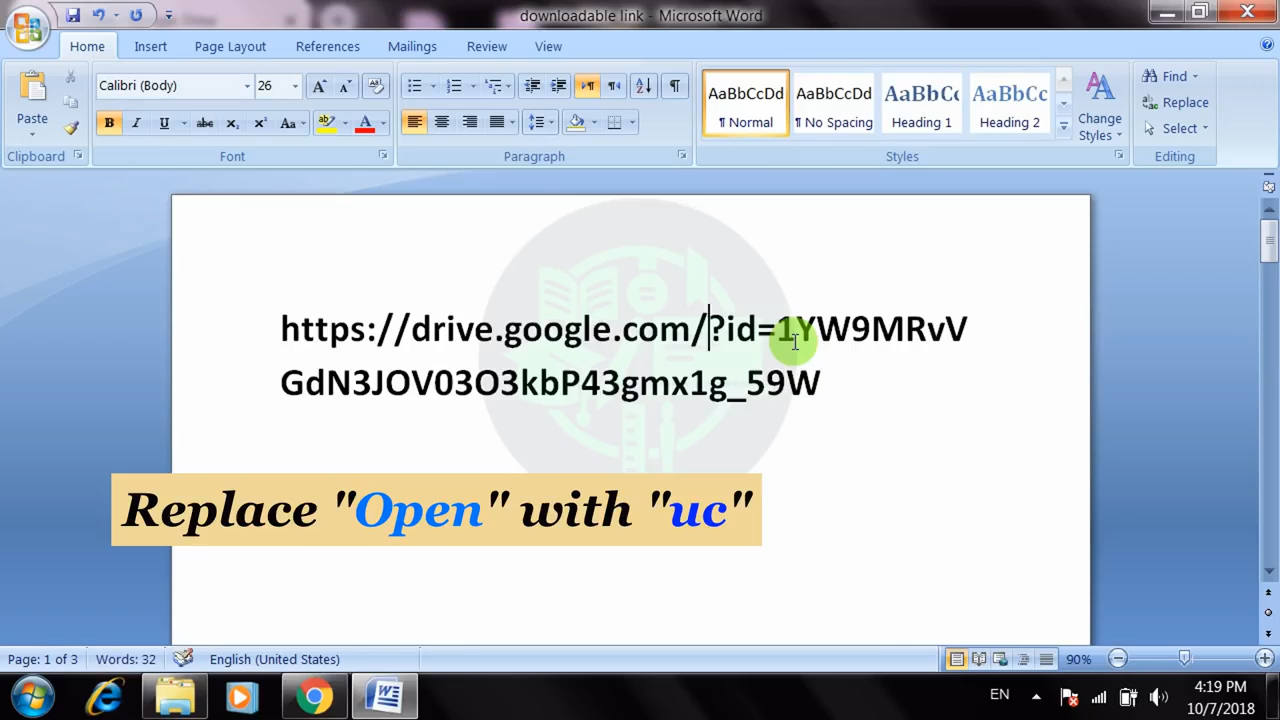 downloadable link - Microsoft Word
Home Insert Page Layout References Mailings Review View
Calibri (Body) 26
AaBbCcDd AaBbCcDd AaBbCc AaBbCc
¶ Normal ¶ No Spacing Heading 1 Heading 2
Paste
Change
Styles
Find
Replace
Select
Clipboard Font Paragraph Styles Editing
https://drive.google.com/?id=1YW9MRvV
GdN3JOV03O3kbP43gmx1g_59W
Replace "Open" with "uc"
Page: 1 of 3 Words: 32 English (United States) 90%
EN
4:19 PM
10/7/2018